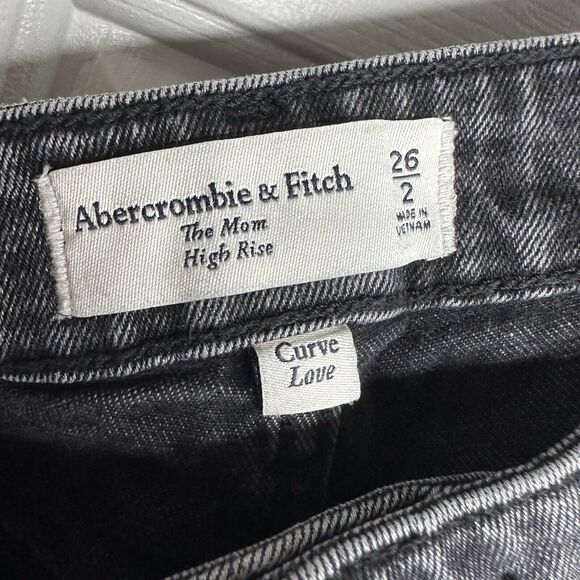 Abercrombie & Fitch
The Mom
High Rise
26
2
MADE IN
VIETNAM
Curve
Love